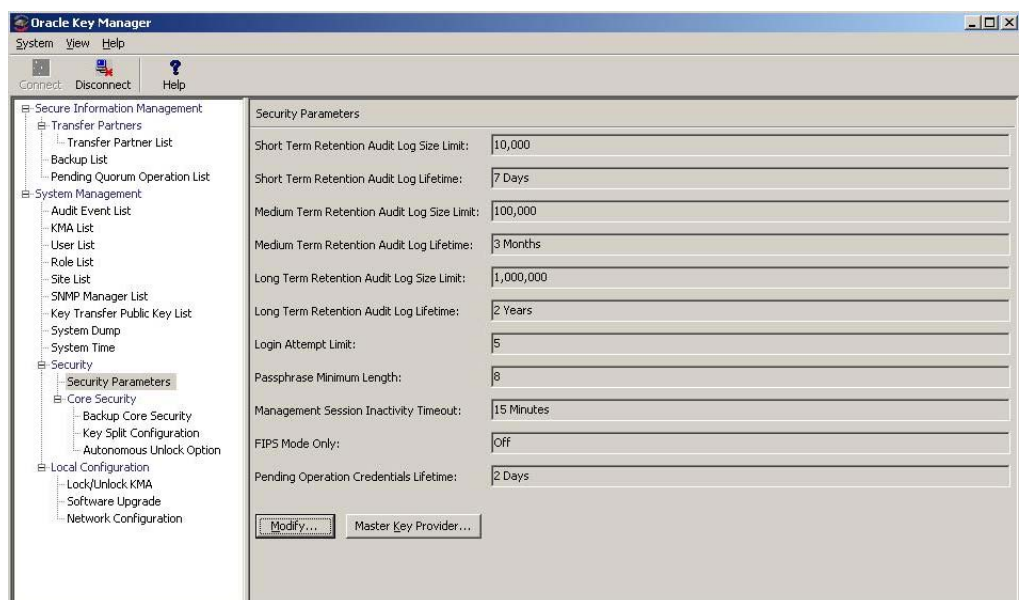 Oracle Key Manager
System View Help
Connect Disconnect Help
Secure Information Management
Transfer Partners
Transfer Partner List
Backup List
Pending Quorum Operation List
System Management
Audit Event List
KMA List
User List
Role List
Site List
SNMP Manager List
Key Transfer Public Key List
System Dump
System Time
Security
Security Parameters
Core Security
Backup Core Security
Key Split Configuration
Autonomous Unlock Option
Local Configuration
Lock/Unlock KMA
Software Upgrade
Network Configuration
Security Parameters
Short Term Retention Audit Log Size Limit: 10,000
Short Term Retention Audit Log Lifetime: 7 Days
Medium Term Retention Audit Log Size Limit: 100,000
Medium Term Retention Audit Log Lifetime: 3 Months
Long Term Retention Audit Log Size Limit: 1,000,000
Long Term Retention Audit Log Lifetime: 2 Years
Login Attempt Limit: 5
Passphrase Minimum Length: 8
Management Session Inactivity Timeout: 15 Minutes
FIPS Mode Only: Off
Pending Operation Credentials Lifetime: 2 Days
Modify... Master Key Provider...